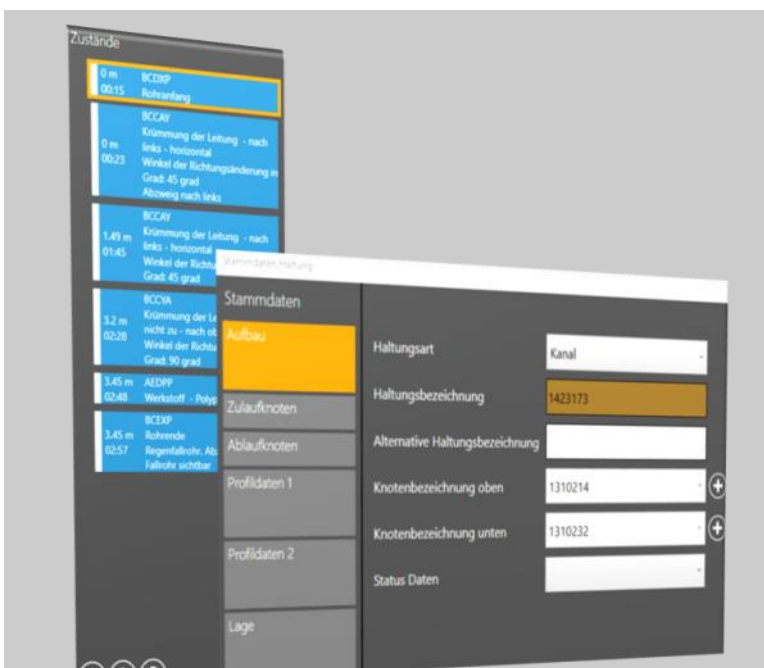 Zustände
0 m
00:15
BCDXP
Rohranfang
0 m
00:23
BCCAY
Krümmung der Leitung - nach
links - horizontal
Winkel der Richtungsänderung in
Grad: 45 grad
Abzweig nach links
1.49 m
01:45
BCCAY
Krümmung der Leitung - nach
links - horizontal
Winkel der Richtu
Grad: 45 grad
3.2 m
02:28
BCCYA
Krümmung der Le
nicht zu - nach ob
Winkel der Richtu
Grad: 90 grad
3.45 m
02:48
AEDPP
Werkstoff - Polyp
3.45 m
02:57
BCEXP
Rohrende
Regenfallrohr. Ab
Fallrohr sichtbar
Stammdaten Haltung
Stammdaten
Aufbau
Zulaufknoten
Ablaufknoten
Profildaten 1
Profildaten 2
Lage
Haltungsart
Kanal
Haltungsbezeichnung
1423173
Alternative Haltungsbezeichnung
Knotenbezeichnung oben
1310214
Knotenbezeichnung unten
1310232
Status Daten